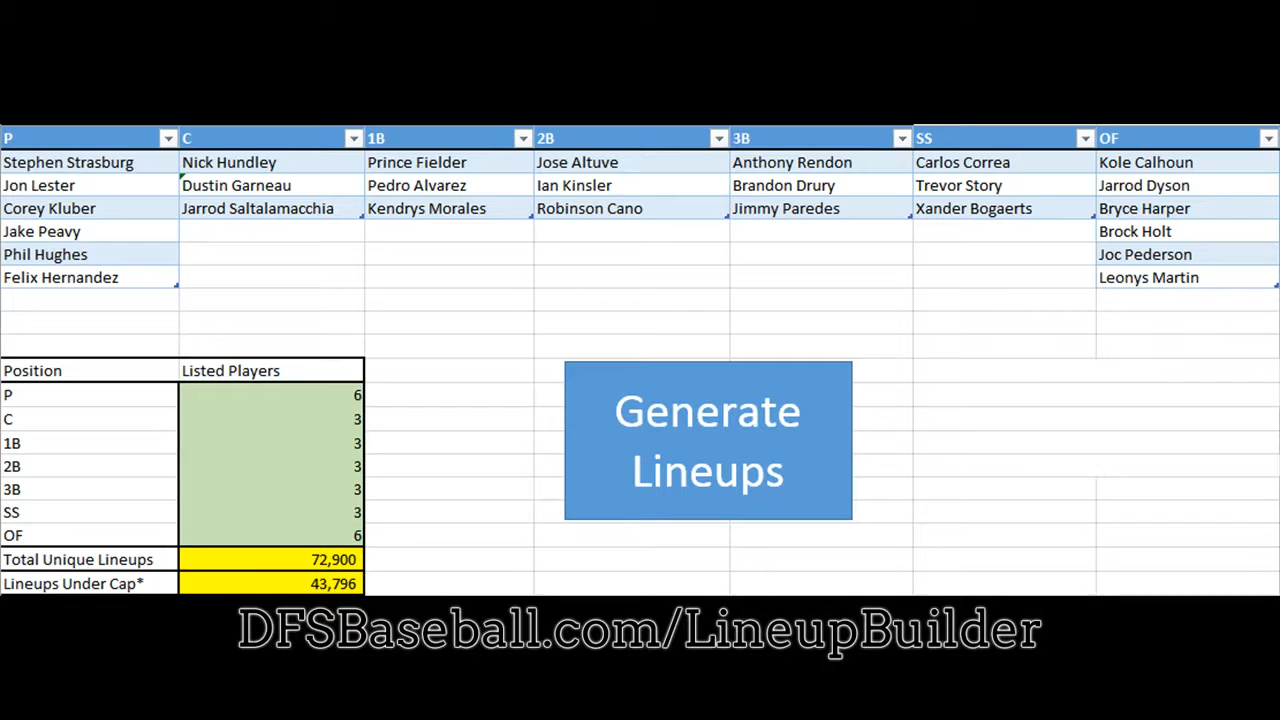 P C 1B 2B 3B SS OF
Stephen Strasburg Nick Hundley Prince Fielder Jose Altuve Anthony Rendon Carlos Correa Kole Calhoun
Jon Lester Dustin Garneau Pedro Alvarez Ian Kinsler Brandon Drury Trevor Story Jarrod Dyson
Corey Kluber Jarrod Saltalamacchia Kendrys Morales Robinson Cano Jimmy Paredes Xander Bogaerts Bryce Harper
Jake Peavy Brock Holt
Phil Hughes Joc Pederson
Felix Hernandez Leonys Martin
Position Listed Players
P 6
C 3
1B 3
2B 3
3B 3
SS 3
OF 6
Total Unique Lineups 72,900
Lineups Under Cap* 43,796
Generate
Lineups
DFSBaseball.com/LineupBuilder